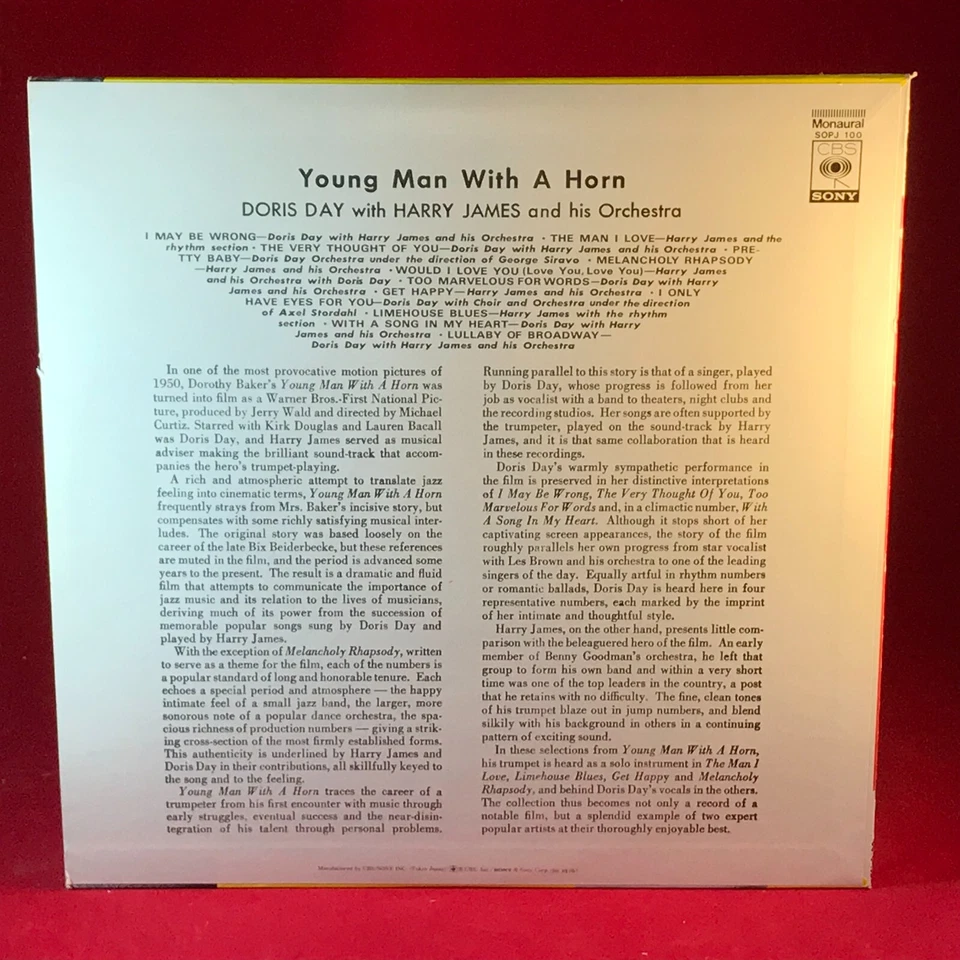 Monaural
SOPJ 100
CBS
SONY
Young Man With A Horn
DORIS DAY with HARRY JAMES and his Orchestra
I MAY BE WRONG—Doris Day with Harry James and his Orchestra · THE MAN I LOVE—Harry James and the
rhythm section · THE VERY THOUGHT OF YOU—Doris Day with Harry James and his Orchestra · PRE-
TTY BABY—Doris Day Orchestra under the direction of George Siravo · MELANCHOLY RHAPSODY
—Harry James and his Orchestra · WOULD I LOVE YOU (Love You, Love You)—Harry James
and his Orchestra with Doris Day · TOO MARVELOUS FOR WORDS—Doris Day with Harry
James and his Orchestra · GET HAPPY—Harry James and his Orchestra · I ONLY
HAVE EYES FOR YOU—Doris Day with Choir and Orchestra under the direction
of Axel Stordahl · LIMEHOUSE BLUES—Harry James with the rhythm
section · WITH A SONG IN MY HEART—Doris Day with Harry
James and his Orchestra · LULLABY OF BROADWAY—
Doris Day with Harry James and his Orchestra
In one of the most provocative motion pictures of
1950, Dorothy Baker's Young Man With A Horn was
turned into film as a Warner Bros.-First National Pic-
ture, produced by Jerry Wald and directed by Michael
Curtiz. Starred with Kirk Douglas and Lauren Bacall
was Doris Day, and Harry James served as musical
adviser making the brilliant sound-track that accom-
panies the hero's trumpet-playing.
A rich and atmospheric attempt to translate jazz
feeling into cinematic terms, Young Man With A Horn
frequently strays from Mrs. Baker's incisive story, but
compensates with some richly satisfying musical inter-
ludes. The original story was based loosely on the
career of the late Bix Beiderbecke, but these references
are muted in the film, and the period is advanced some
years to the present. The result is a dramatic and fluid
film that attempts to communicate the importance of
jazz music and its relation to the lives of musicians,
deriving much of its power from the succession of
memorable popular songs sung by Doris Day and
played by Harry James.
With the exception of Melancholy Rhapsody, written
to serve as a theme for the film, each of the numbers is
a popular standard of long and honorable tenure. Each
echoes a special period and atmosphere — the happy
intimate feel of a small jazz band, the larger, more
sonorous note of a popular dance orchestra, the spa-
cious richness of production numbers — giving a strik-
ing cross-section of the most firmly established forms.
This authenticity is underlined by Harry James and
Doris Day in their contributions, all skillfully keyed to
the song and to the feeling.
Young Man With A Horn traces the career of a
trumpeter from his first encounter with music through
early struggles, eventual success and the near-disin-
tegration of his talent through personal problems.
Running parallel to this story is that of a singer, played
by Doris Day, whose progress is followed from her
job as vocalist with a band to theaters, night clubs and
the recording studios. Her songs are often supported by
the trumpeter, played on the sound-track by Harry
James, and it is that same collaboration that is heard
in these recordings.
Doris Day's warmly sympathetic performance in
the film is preserved in her distinctive interpretations
of I May Be Wrong, The Very Thought Of You, Too
Marvelous For Words and, in a climactic number, With
A Song In My Heart. Although it stops short of her
captivating screen appearances, the story of the film
roughly parallels her own progress from star vocalist
with Les Brown and his orchestra to one of the leading
singers of the day. Equally artful in rhythm numbers
or romantic ballads, Doris Day is heard here in four
representative numbers, each marked by the imprint
of her intimate and thoughtful style.
Harry James, on the other hand, presents little com-
parison with the beleaguered hero of the film. An early
member of Benny Goodman's orchestra, he left that
group to form his own band and within a very short
time was one of the top leaders in the country, a post
that he retains with no difficulty. The fine, clean tones
of his trumpet blaze out in jump numbers, and blend
silkily with his background in others in a continuing
pattern of exciting sound.
In these selections from Young Man With A Horn,
his trumpet is heard as a solo instrument in The Man I
Love, Limehouse Blues, Get Happy and Melancholy
Rhapsody, and behind Doris Day's vocals in the others.
The collection thus becomes not only a record of a
notable film, but a splendid example of two expert
popular artists at their thoroughly enjoyable best.
Manufactured by CBS/SONY INC.